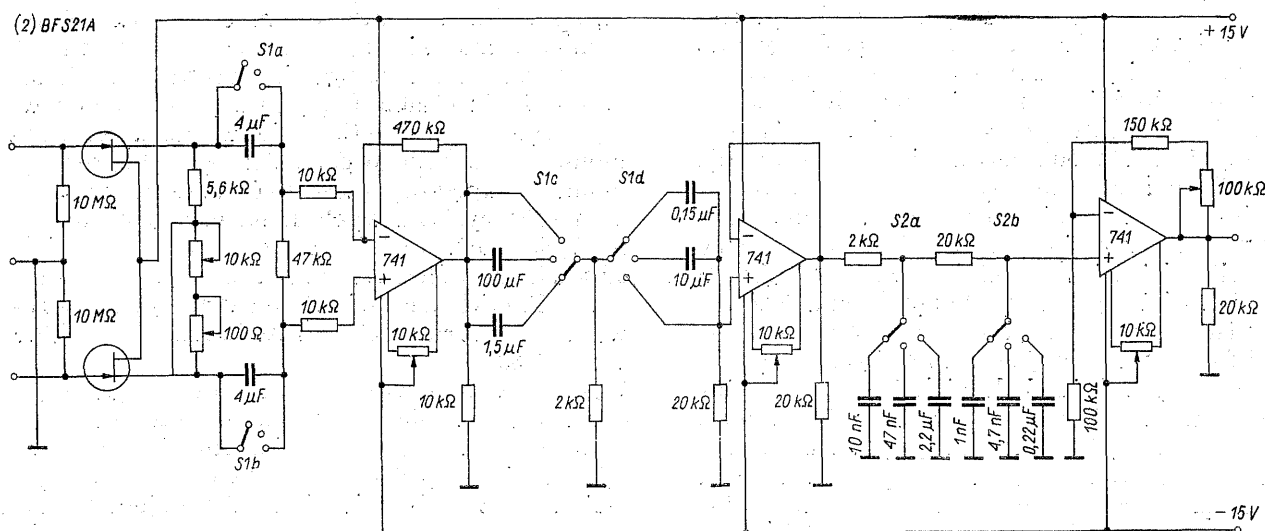 (2) BFS21A
+ 15 V
S1a
4 µF
470 kΩ
150 kΩ
10 kΩ
5,6 kΩ
S1c
S1d
0,15 µF
100 kΩ
10 MΩ
S2a
S2b
2 kΩ
20 kΩ
741
741
741
10 kΩ
47 kΩ
100 µF
10 µF
10 MΩ
10 kΩ
100 Ω
1,5 µF
10 kΩ
10 kΩ
10 kΩ
20 kΩ
4 µF
10 kΩ
2 kΩ
20 kΩ
20 kΩ
10 nF
47 nF
2,2 µF
1 nF
4,7 nF
0,22 µF
100 kΩ
S1b
− 15 V